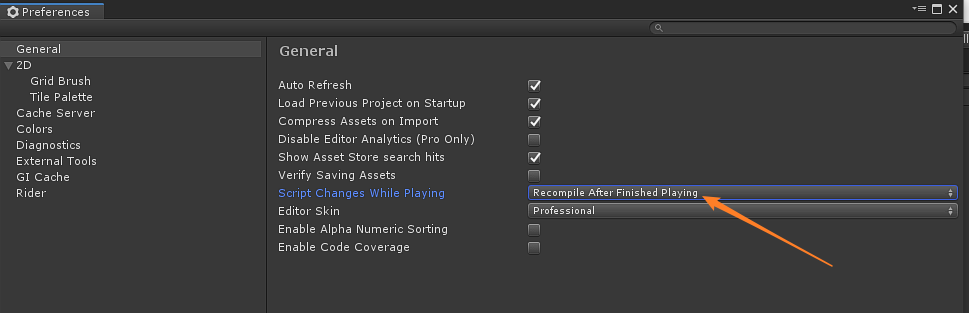 Preferences
General
2D
Grid Brush
Tile Palette
Cache Server
Colors
Diagnostics
External Tools
GI Cache
Rider
General
Auto Refresh
Load Previous Project on Startup
Compress Assets on Import
Disable Editor Analytics (Pro Only)
Show Asset Store search hits
Verify Saving Assets
Script Changes While Playing Recompile After Finished Playing
Editor Skin Professional
Enable Alpha Numeric Sorting
Enable Code Coverage